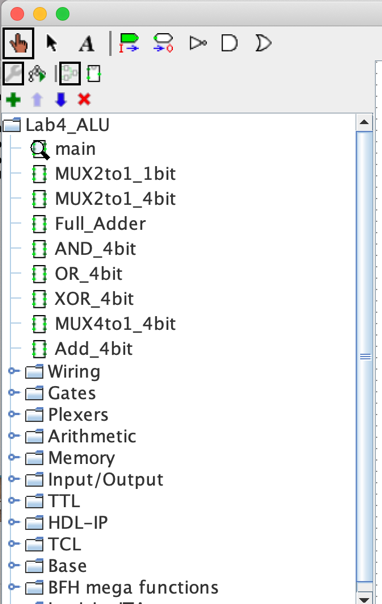 A
Lab4_ALU
main
MUX2to1_1bit
MUX2to1_4bit
Full_Adder
AND_4bit
OR_4bit
XOR_4bit
MUX4to1_4bit
Add_4bit
Wiring
Gates
Plexers
Arithmetic
Memory
Input/Output
TTL
HDL-IP
TCL
Base
BFH mega functions